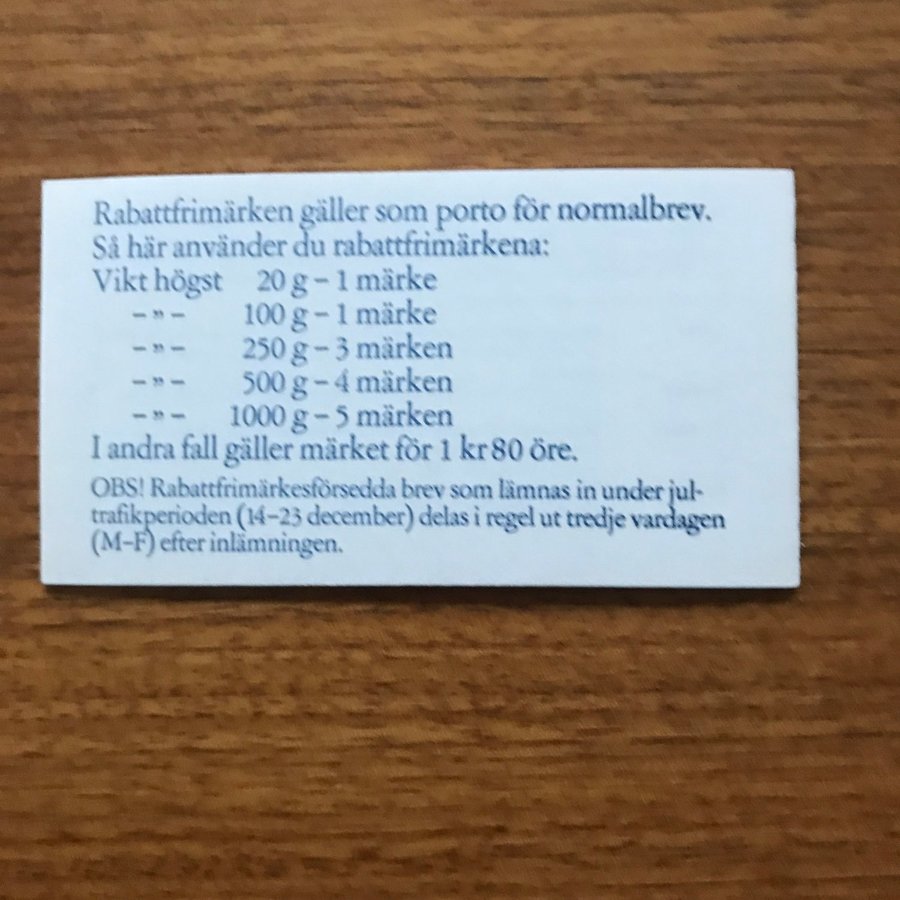 Rabattfrimärken gäller som porto för normalbrev.
Så här använder du rabattfrimärkena:
Vikt högst 20 g – 1 märke
– ” – 100 g – 1 märke
– ” – 250 g – 3 märken
– ” – 500 g – 4 märken
– ” – 1000 g – 5 märken
I andra fall gäller märket för 1 kr 80 öre.
OBS! Rabattfrimärkesförsedda brev som lämnas in under jul-
trafikperioden (14–23 december) delas i regel ut tredje vardagen
(M–F) efter inlämningen.